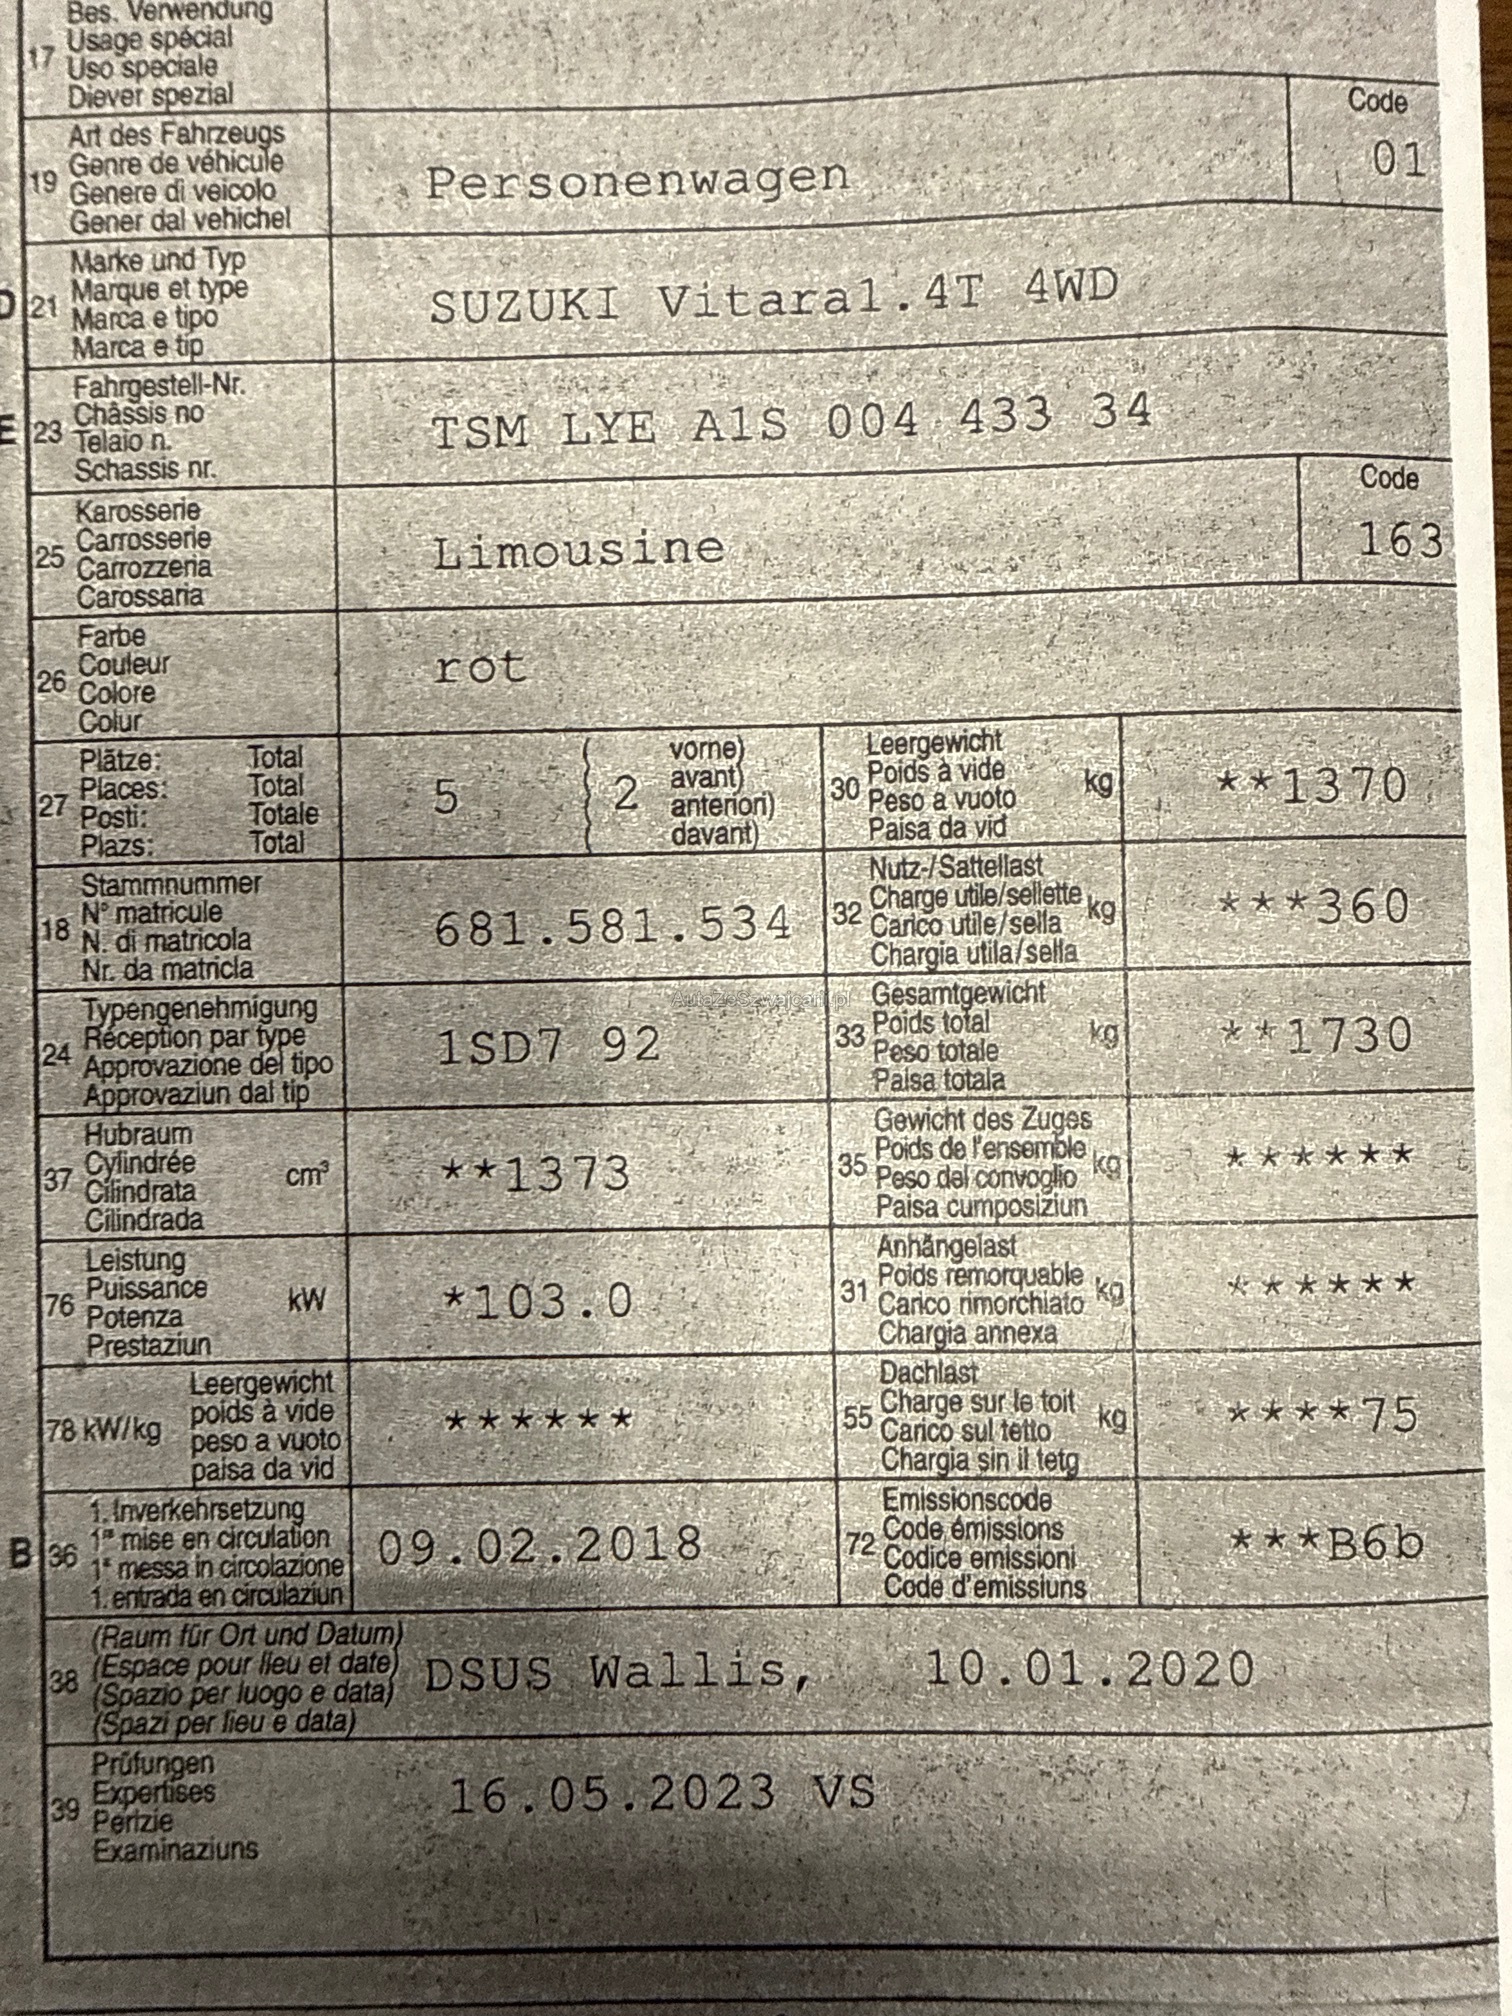 Bes. Verwendung
17 Usage spécial
Uso speciale
Diever spezial
Art des Fahrzeugs
19 Genre de véhicule
Genere di veicolo
Gener dal vehichel
Personenwagen
Code
01
Marke und Typ
D 21 Marque et type
Marca e tipo
Marca e tip
SUZUKI Vitara1.4T 4WD
Fahrgestell-Nr.
E 23 Châssis no
Telaio n.
Schassis nr.
TSM LYE A1S 004 433 34
Karosserie
25 Carrosserie
Carrozzeria
Carossaria
Limousine
Code
163
Farbe
26 Couleur
Colore
Colur
rot
Plätze: Total
27 Places: Total
Posti: Totale
Plazs: Total
5 { 2
vorne)
avant)
anteriori)
davant)
Leergewicht
30 Poids à vide kg
Peso a vuoto
Paisa da vid
**1370
Stammnummer
18 N° matricule
N. di matricola
Nr. da matricla
681.581.534
Nutz-/Sattellast
32 Charge utile/sellette kg
Carico utile/sella
Chargia utila/sella
***360
Typengenehmigung
24 Réception par type
Approvazione del tipo
Approvaziun dal tip
1SD7 92
AutaZeSzwajcarii.pl
Gesamtgewicht
33 Poids total kg
Peso totale
Paisa totala
**1730
Hubraum
37 Cylindrée cm³
Cilindrata
Cilindrada
**1373
Gewicht des Zuges
35 Poids de l'ensemble kg
Peso del convoglio
Paisa cumposiziun
******
Leistung
76 Puissance kW
Potenza
Prestaziun
*103.0
Anhängelast
31 Poids remorquable kg
Carico rimorchiato
Chargia annexa
******
Leergewicht
78 kW/kg poids à vide
peso a vuoto
paisa da vid
******
Dachlast
55 Charge sur le toit kg
Carico sul tetto
Chargia sin il tetg
****75
1. Inverkehrsetzung
B 36 1re mise en circulation
1a messa in circolazione
1. entrada en circulaziun
09.02.2018
Emissionscode
72 Code émissions
Codice emissioni
Code d'emissiuns
***B6b
(Raum für Ort und Datum)
38 (Espace pour lieu et date)
(Spazio per luogo e data)
(Spazi per lieu e data)
DSUS Wallis, 10.01.2020
Prüfungen
39 Expertises
Perizie
Examinaziuns
16.05.2023 VS